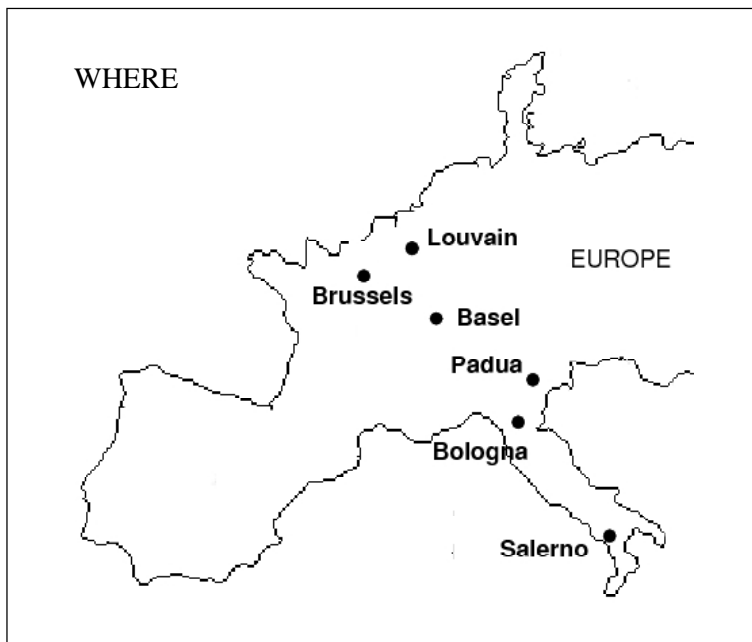 WHERE
Louvain
EUROPE
Brussels
Basel
Padua
Bologna
Salerno